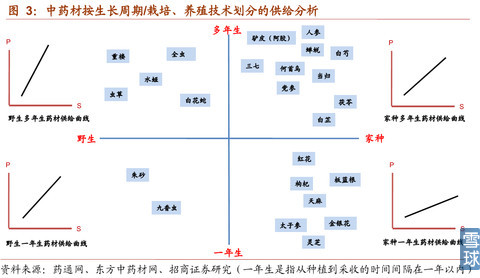 图 3：中药材按生长周期/栽培、养殖技术划分的供给分析
多年生
P
S
野生多年生药材供给曲线
重楼
全虫
水蛭
虫草
白花蛇
驴皮（阿胶）
人参
蝉蜕
白芍
三七
何首乌
当归
党参
茯苓
白芷
P
S
家种多年生药材供给曲线
野生
家种
P
S
野生一年生药材供给曲线
朱砂
九香虫
红花
枸杞
板蓝根
天麻
太子参
金银花
灵芝
P
S
家种一年生药材供给曲线
一年生
雪球
资料来源：药通网、东方中药材网、招商证券研究（一年生是指从种植到采收的时间间隔在一年以内）